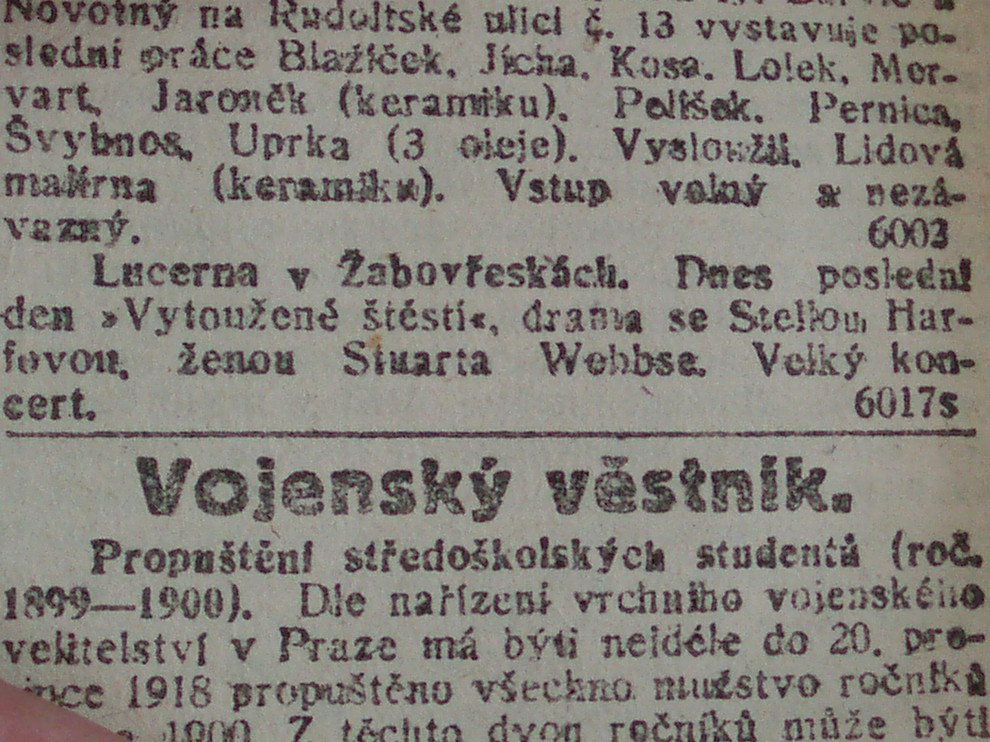 Novotný na Rudoltské ulici č. 13 vystavuje po-
slední práce Blažíček, Jícha, Kosa, Lolek, Mer-
vart, Jaroněk (keramiku). Pelíšek, Pernica,
Švybnos, Uprka (3 oleje). Vysloužil. Lidová
malírna (keramiku). Vstup volný a nezá-
vazný. 6003
Lucerna v Žabovřeskách. Dnes poslední
den »Vytoužené štěstí«, drama se Stellou Har-
fovou, ženou Stuarta Webbse. Velký kon-
cert. 6017s
Vojenský věstník.
Propuštění středoškolských studentů (roč.
1899—1900). Dle nařízení vrchního vojenského
velitelství v Praze má býti nejdéle do 20. pro-
ince 1918 propuštěno všechno mužstvo ročníků
1900. Z těchto dvou ročníků může býti